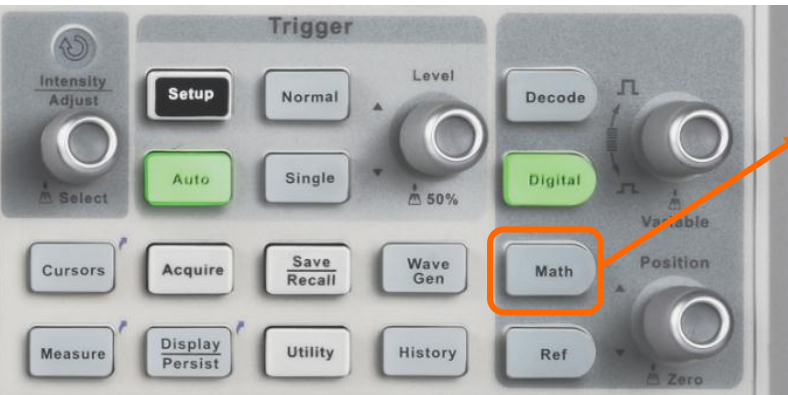 Trigger
Intensity
Adjust
Select
Setup
Normal
Level
Auto
Single
50%
Decode
Digital
Variable
Cursors
Acquire
Save
Recall
Wave
Gen
Math
Position
Measure
Display
Persist
Utility
History
Ref
Zero